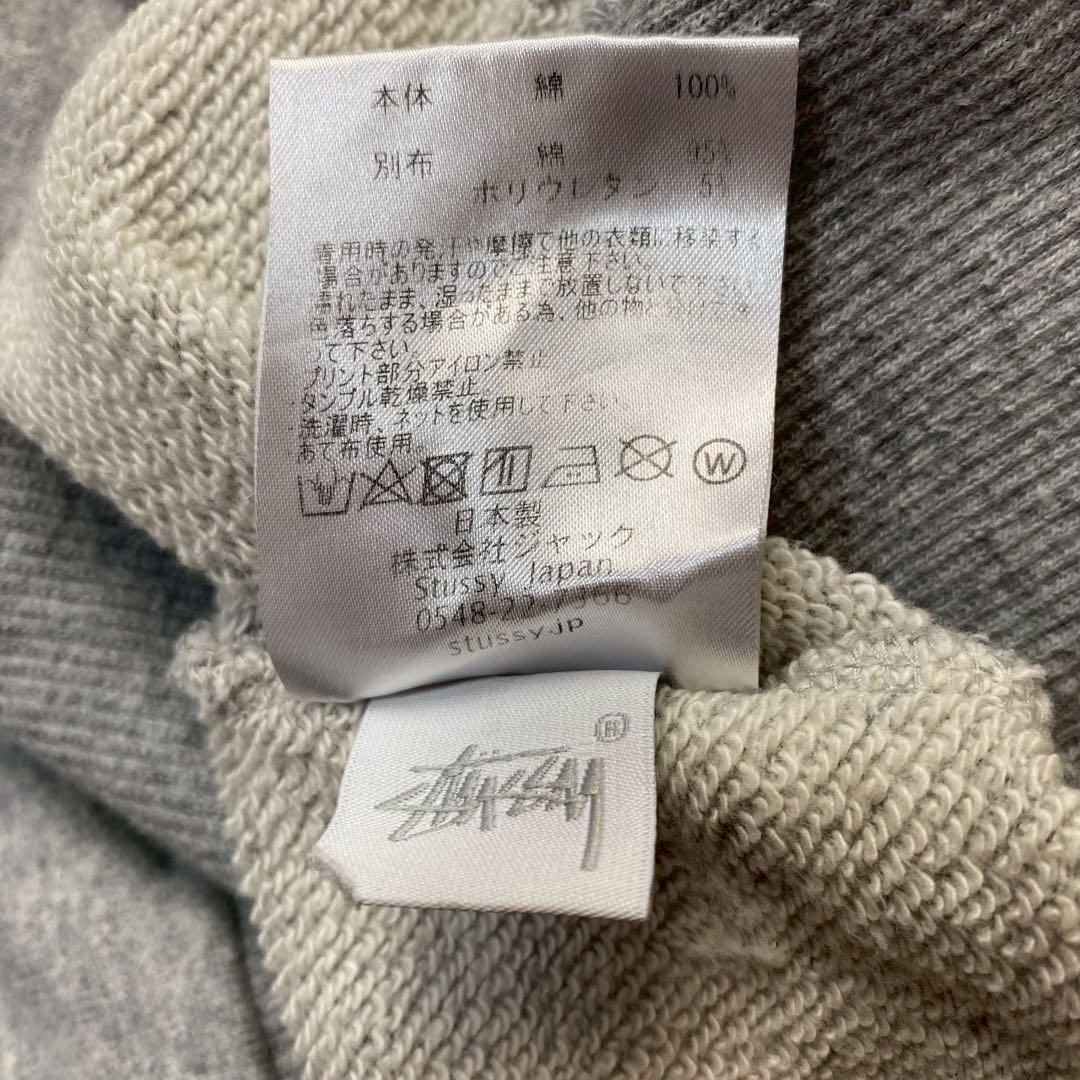 本体 綿 100%
別布 綿 95%
ポリウレタン 5%
着用時の発汗や摩擦で他の衣類に移染する
場合がありますのでご注意下さい。
濡れたまま、湿ったまま放置しないで下さい。
色落ちする場合がある為、他の物と分けて洗
って下さい。
プリント部分アイロン禁止
タンブル乾燥禁止。
洗濯時、ネットを使用して下さい。
あて布使用。
W
日本製
株式会社ジャック
Stussy Japan
0548-22-7366
stussy.jp
®
Stüssy